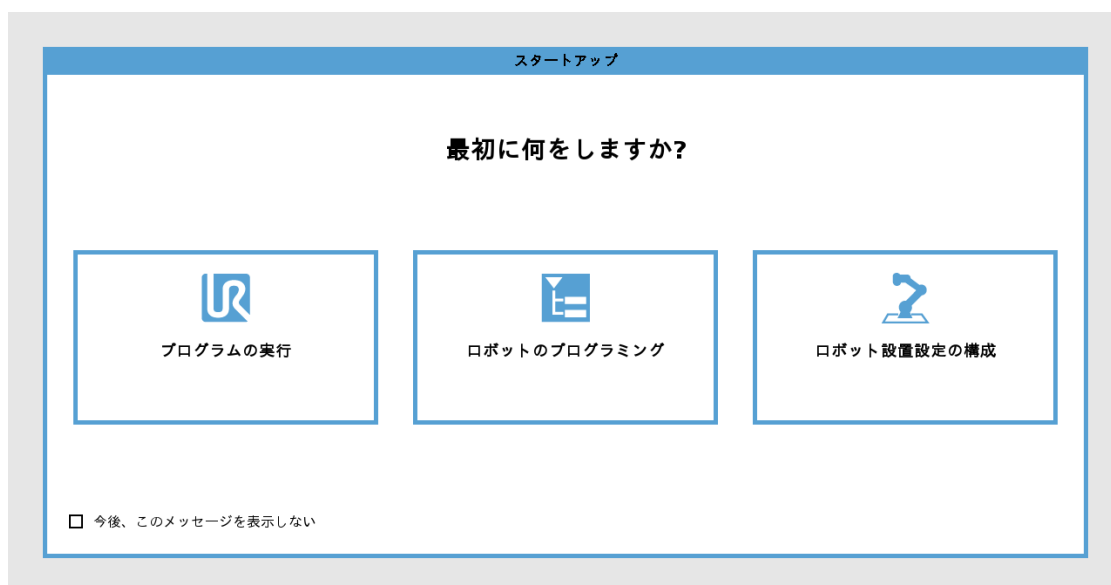 スタートアップ
最初に何をしますか?
プログラムの実行
ロボットのプログラミング
ロボット設置設定の構成
今後、このメッセージを表示しない